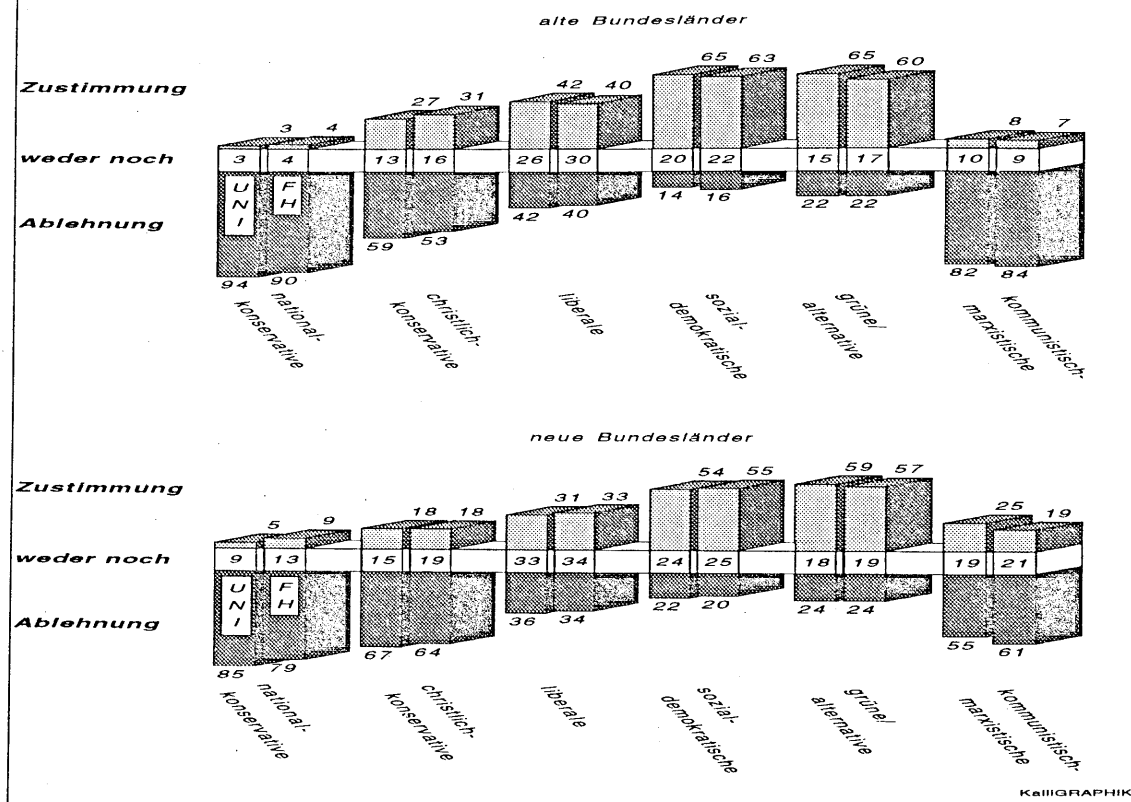 alte Bundesländer
65 63 65 60
Zustimmung
42 40
27 31
3 4
8 7
weder noch
3 4 13 16 26 30 20 22 15 17 10 9
UNI FH
14 16 22 22
42 40
Ablehnung
59 53
94 90
82 84
national-
konservative
christlich-
konservative
liberale
sozial-
demokratische
grüne/
alternative
kommunistisch-
marxistische
neue Bundesländer
54 55 59 57
Zustimmung
31 33
25 19
5 9 18 18
weder noch
9 13 15 19 33 34 24 25 18 19 19 21
UNI FH
22 20 24 24
36 34
Ablehnung
67 64
85 79
55 61
national-
konservative
christlich-
konservative
liberale
sozial-
demokratische
grüne/
alternative
kommunistisch-
marxistische
KalliGRAPHIK